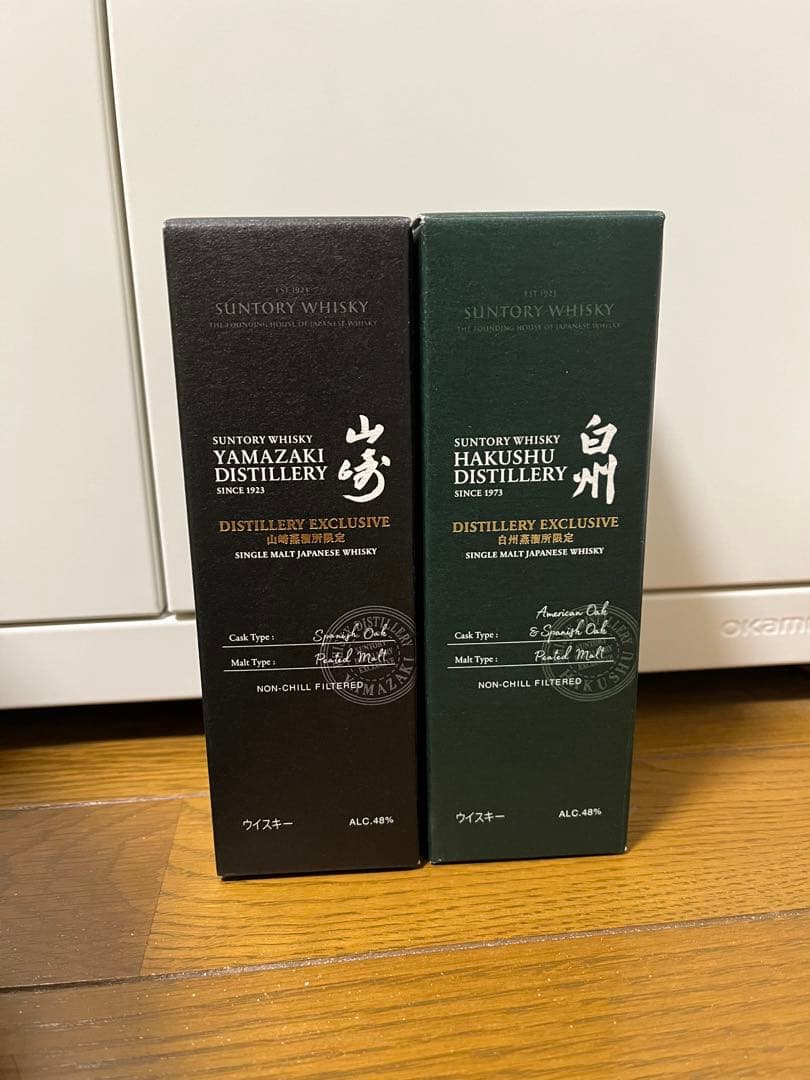 EST. 1923
SUNTORY WHISKY
THE FOUNDING HOUSE OF JAPANESE WHISKY
SUNTORY WHISKY
YAMAZAKI
DISTILLERY
SINCE 1923
山崎
DISTILLERY EXCLUSIVE
山崎蒸溜所限定
SINGLE MALT JAPANESE WHISKY
Cask Type : Spanish Oak
Malt Type : Peated Malt
NON-CHILL FILTERED
YAMAZAKI
ウイスキー
ALC.48%
EST. 1923
SUNTORY WHISKY
THE FOUNDING HOUSE OF JAPANESE WHISKY
SUNTORY WHISKY
HAKUSHU
DISTILLERY
SINCE 1973
白州
DISTILLERY EXCLUSIVE
白州蒸溜所限定
SINGLE MALT JAPANESE WHISKY
American Oak
Cask Type : & Spanish Oak
Malt Type : Peated Malt
NON-CHILL FILTERED
HAKUSHU
ウイスキー
ALC.48%